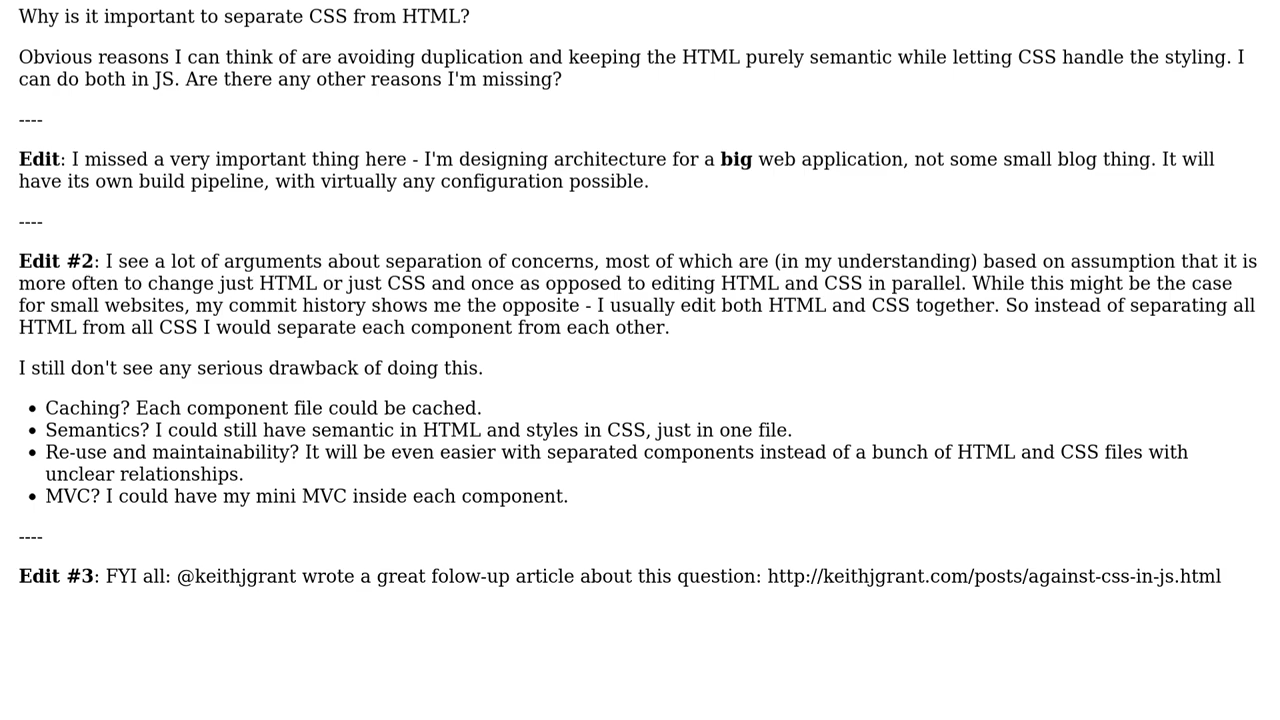 Why is it important to separate CSS from HTML?
Obvious reasons I can think of are avoiding duplication and keeping the HTML purely semantic while letting CSS handle the styling. I
can do both in JS. Are there any other reasons I'm missing?
----
Edit: I missed a very important thing here - I'm designing architecture for a big web application, not some small blog thing. It will
have its own build pipeline, with virtually any configuration possible.
----
Edit #2: I see a lot of arguments about separation of concerns, most of which are (in my understanding) based on assumption that it is
more often to change just HTML or just CSS and once as opposed to editing HTML and CSS in parallel. While this might be the case
for small websites, my commit history shows me the opposite - I usually edit both HTML and CSS together. So instead of separating all
HTML from all CSS I would separate each component from each other.
I still don't see any serious drawback of doing this.
• Caching? Each component file could be cached.
• Semantics? I could still have semantic in HTML and styles in CSS, just in one file.
• Re-use and maintainability? It will be even easier with separated components instead of a bunch of HTML and CSS files with
unclear relationships.
• MVC? I could have my mini MVC inside each component.
----
Edit #3: FYI all: @keithjgrant wrote a great folow-up article about this question: http://keithjgrant.com/posts/against-css-in-js.html